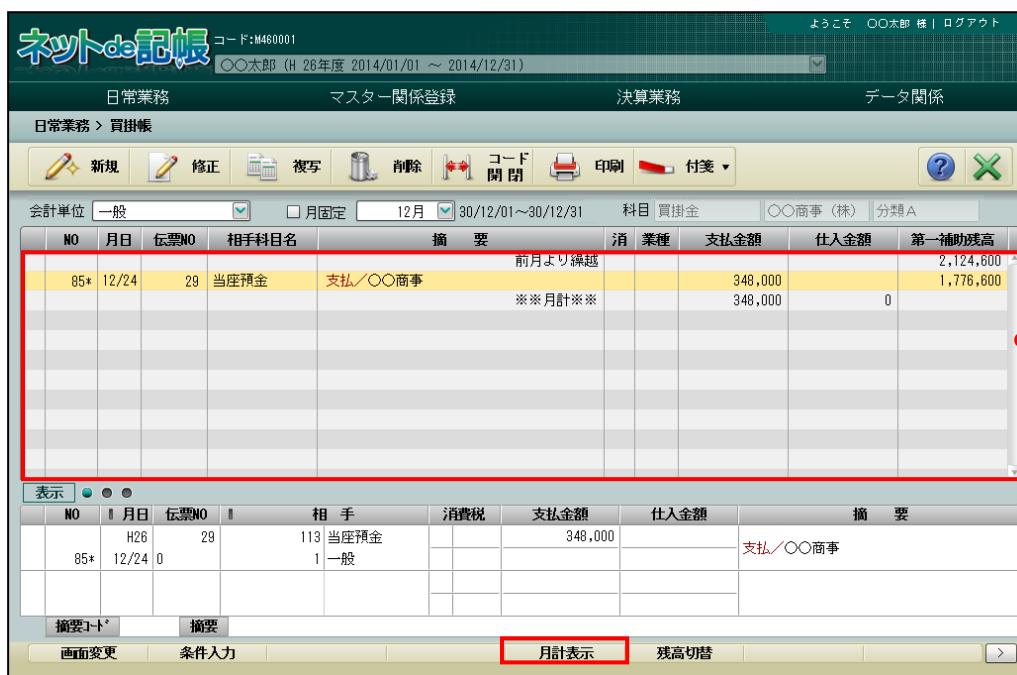 ようこそ 〇〇太郎 様 | ログアウト
ネットde記帳 コード:M460001
〇〇太郎 (H 26年度 2014/01/01 ~ 2014/12/31)
日常業務 マスター関係登録 決算業務 データ関係
日常業務 > 買掛帳
新規 修正 複写 削除 コード開閉 印刷 付箋 ▼
会計単位 一般 月固定 12月 30/12/01~30/12/31 科目 買掛金 〇〇商事(株) 分類A
NO 月日 伝票NO 相手科目名 摘 要 消 業種 支払金額 仕入金額 第一補助残高
前月より繰越 2,124,600
85* 12/24 29 当座預金 支払/〇〇商事 348,000 1,776,600
※※月計※※ 348,000 0
表示
NO 月日 伝票NO 相 手 消費税 支払金額 仕入金額 摘 要
H26 29 113 当座預金 348,000 支払/〇〇商事
85* 12/24 0 1 一般
摘要コード 摘要
画面変更 条件入力 月計表示 残高切替 >